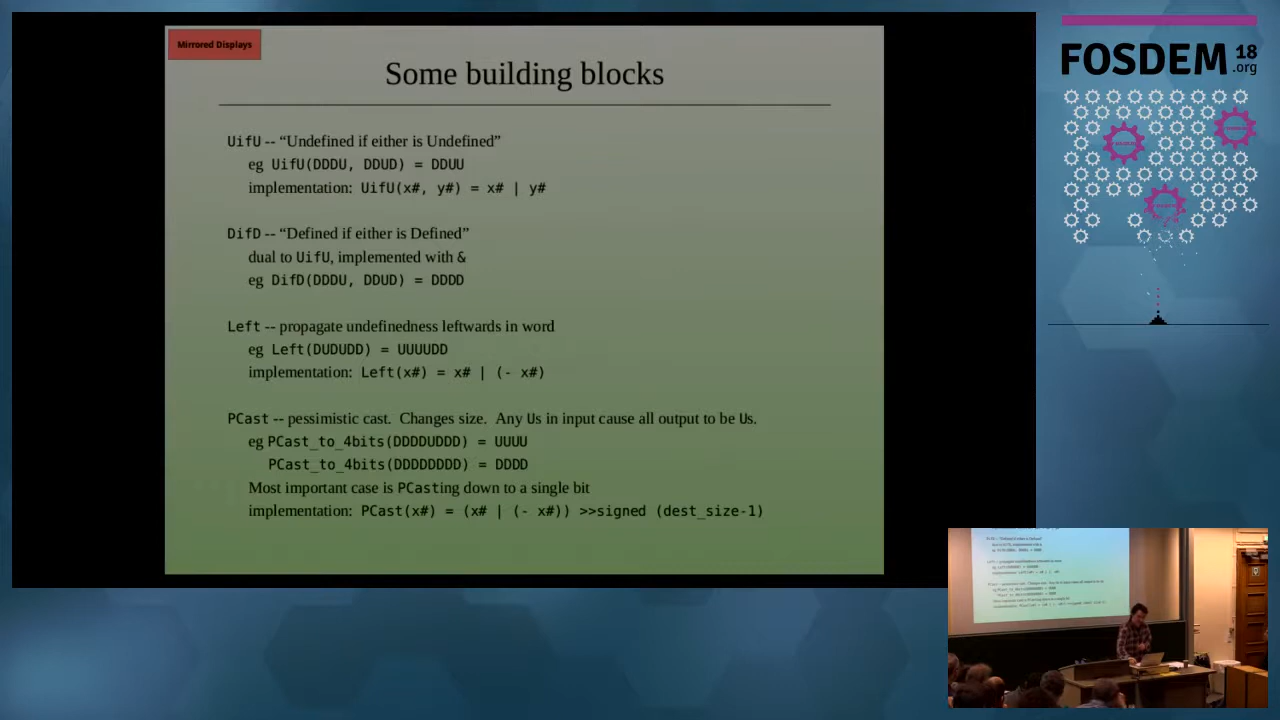 Mirrored Displays
Some building blocks
UifU -- “Undefined if either is Undefined”
eg UifU(DDDU, DDUD) = DDUU
implementation: UifU(x#, y#) = x# | y#
DifD -- “Defined if either is Defined”
dual to UifU, implemented with &
eg DifD(DDDU, DDUD) = DDDD
Left -- propagate undefinedness leftwards in word
eg Left(DUDUDD) = UUUUDD
implementation: Left(x#) = x# | (- x#)
PCast -- pessimistic cast. Changes size. Any Us in input cause all output to be Us.
eg PCast_to_4bits(DDDDUDDD) = UUUU
PCast_to_4bits(DDDDDDDD) = DDDD
Most important case is PCasting down to a single bit
implementation: PCast(x#) = (x# | (- x#)) >>signed (dest_size-1)
FOSDEM 18
.org